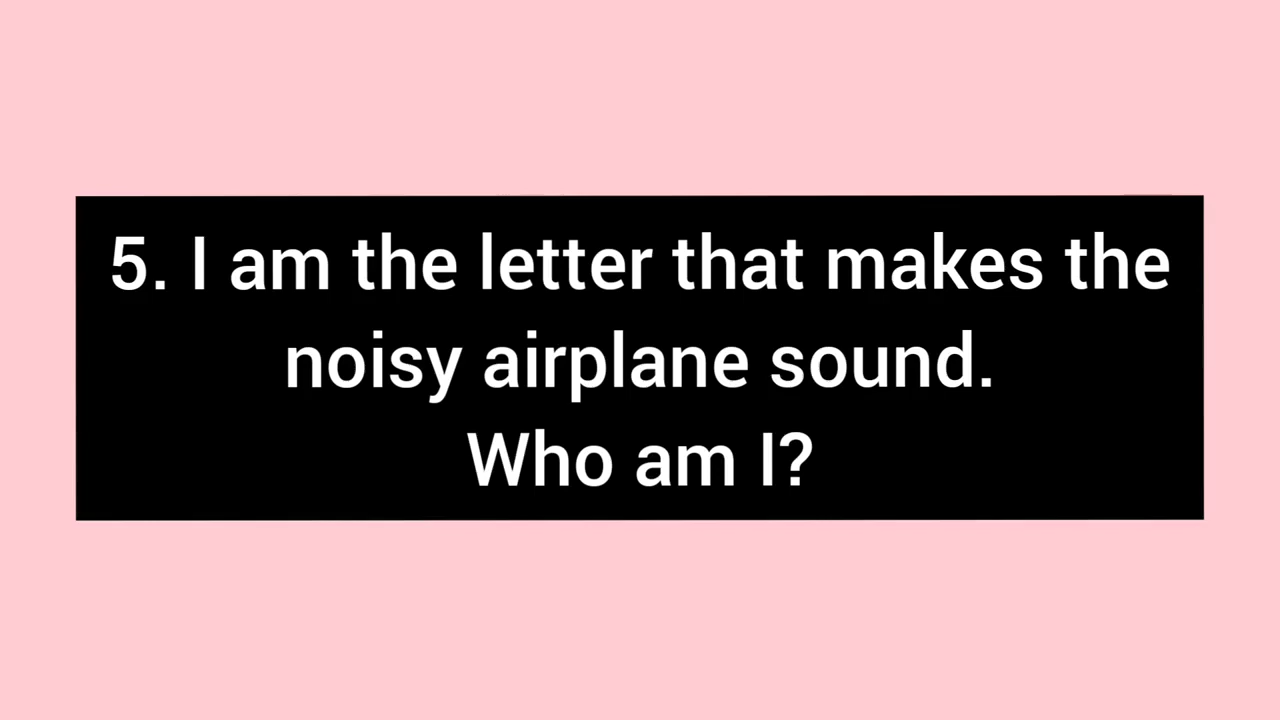 5. I am the letter that makes the
noisy airplane sound.
Who am I?